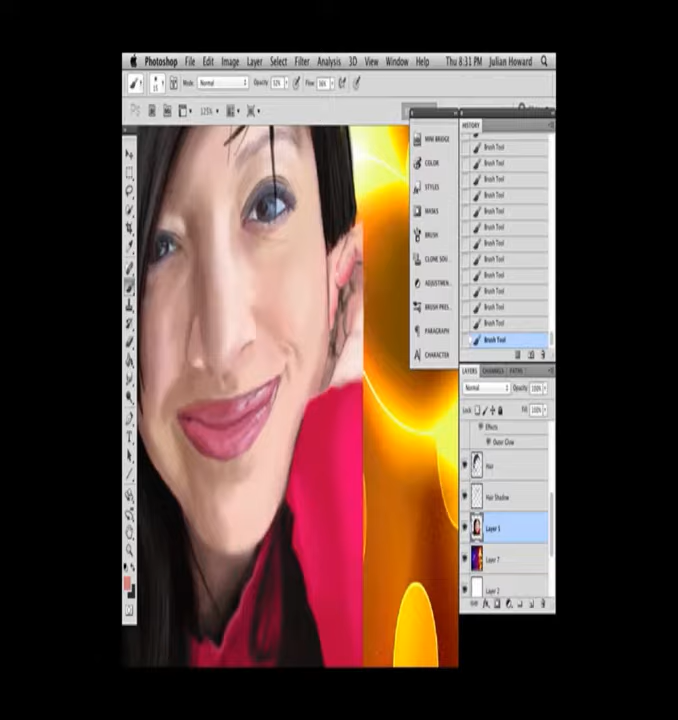 Photoshop File Edit Image Layer Select Filter Analysis 3D View Window Help Thu 8:31 PM Julian Howard
Mode: Normal Opacity: 52% Flow:
125%
HISTORY
Brush Tool
Brush Tool
Brush Tool
Brush Tool
Brush Tool
Brush Tool
Brush Tool
Brush Tool
Brush Tool
Brush Tool
Brush Tool
Brush Tool
Brush Tool
MINI BRIDGE
COLOR
STYLES
MASKS
BRUSH
CLONE SOU...
ADJUSTMEN...
BRUSH PRES...
PARAGRAPH
CHARACTER
LAYERS CHANNELS PATHS
Normal Opacity: 100%
Lock: Fill: 100%
Effects
Outer Glow
Hair
Hair Shadow
Layer 7
Layer 2